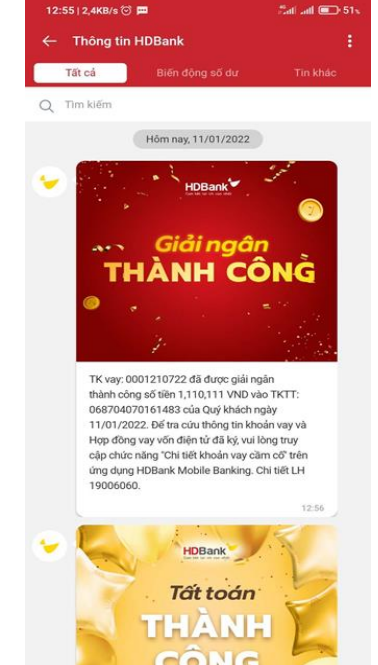 12:55 | 2,4KB/s
51%
Thông tin HDBank
Tất cả
Biến động số dư
Tin khác
Tìm kiếm
Hôm nay, 11/01/2022
HDBank
Giải ngân
THÀNH CÔNG
TK vay: 0001210722 đã được giải ngân
thành công số tiền 1,110,111 VND vào TKTT:
068704070161483 của Quý khách ngày
11/01/2022. Để tra cứu thông tin khoản vay và
Hợp đồng vay vốn điện tử đã ký, vui lòng truy
cập chức năng "Chi tiết khoản vay cầm cố" trên
ứng dụng HDBank Mobile Banking. Chi tiết LH
19006060.
12:56
HDBank
Tất toán
THÀNH
CÔNG